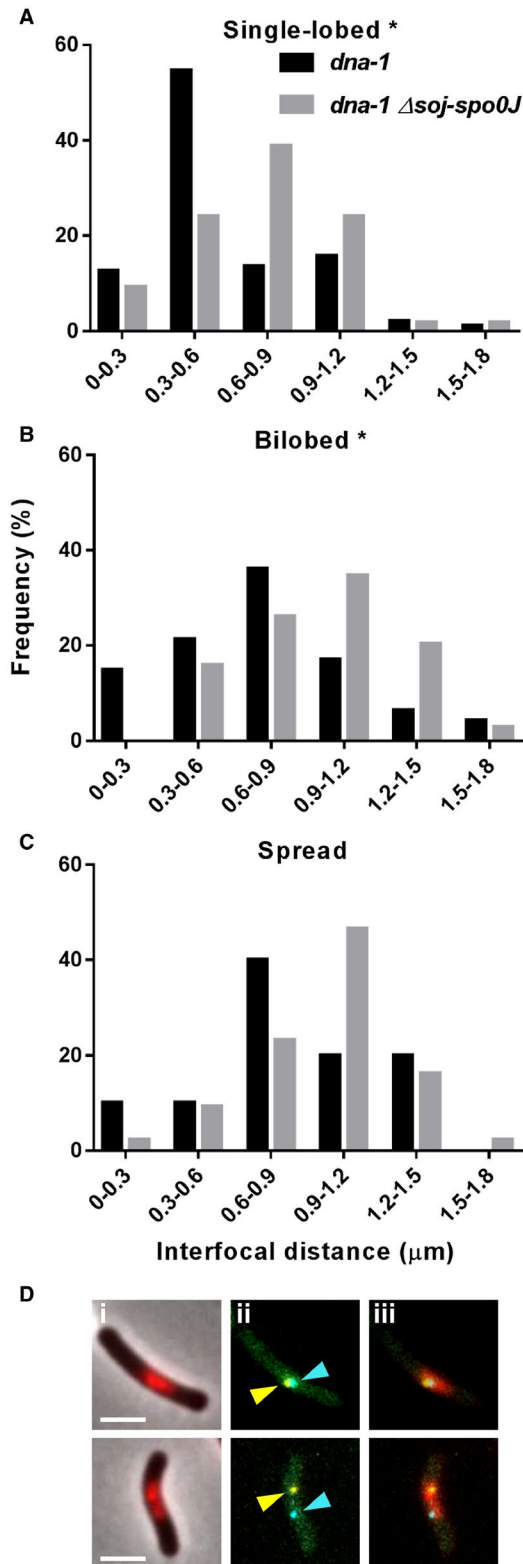 A
Single-lobed *
dna-1
dna-1 Δsoj-spo0J
60
40
20
0
0-0.3
0.3-0.6
0.6-0.9
0.9-1.2
1.2-1.5
1.5-1.8
B
Bilobed *
60
40
20
0
0-0.3
0.3-0.6
0.6-0.9
0.9-1.2
1.2-1.5
1.5-1.8
Frequency (%)
C
Spread
60
40
20
0
0-0.3
0.3-0.6
0.6-0.9
0.9-1.2
1.2-1.5
1.5-1.8
Interfocal distance (μm)
D
i
ii
iii